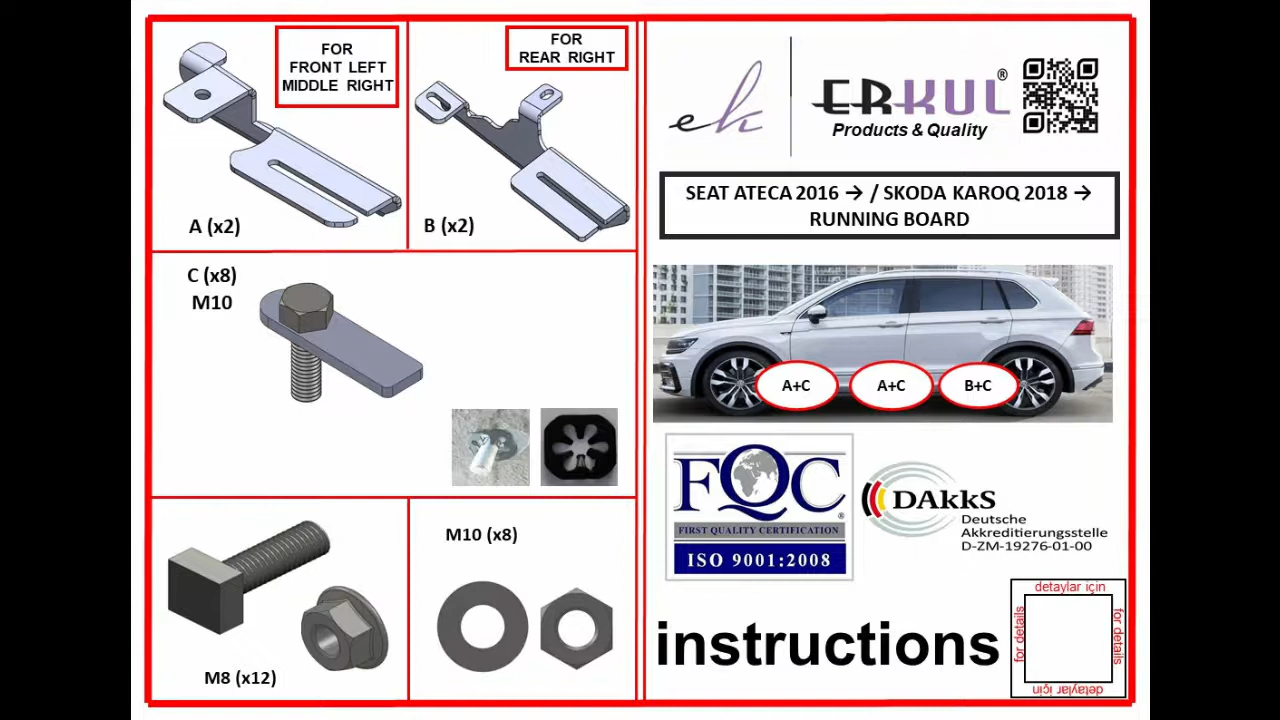 FOR
FRONT LEFT
MIDDLE RIGHT
A (x2)
FOR
REAR RIGHT
B (x2)
C (x8)
M10
M8 (x12)
M10 (x8)
ek
ERKUL®
Products & Quality
SEAT ATECA 2016 → / SKODA KAROQ 2018 →
RUNNING BOARD
A+C
A+C
B+C
FQC®
FIRST QUALITY CERTIFICATION
ISO 9001:2008
DAkkS
Deutsche
Akkreditierungsstelle
D-ZM-19276-01-00
instructions
detaylar için
for details
for details
detaylar için